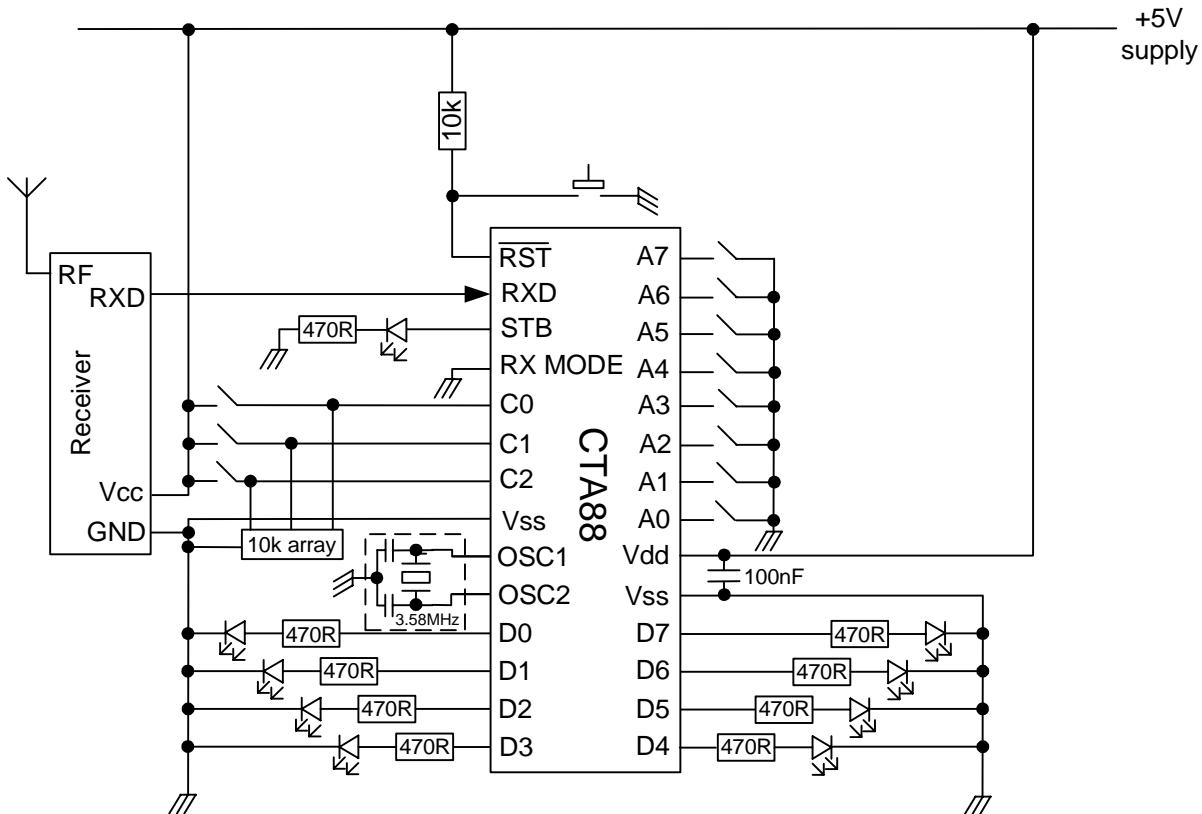 +5V
supply
10k
RF
RXD
Receiver
Vcc
GND
470R
10k array
3.58MHz
RST
RXD
STB
RX MODE
C0
C1
C2
Vss
OSC1
OSC2
D0
D1
D2
D3
CTA88
A7
A6
A5
A4
A3
A2
A1
A0
Vdd
Vss
D7
D6
D5
D4
100nF
470R
470R
470R
470R
470R
470R
470R
470R